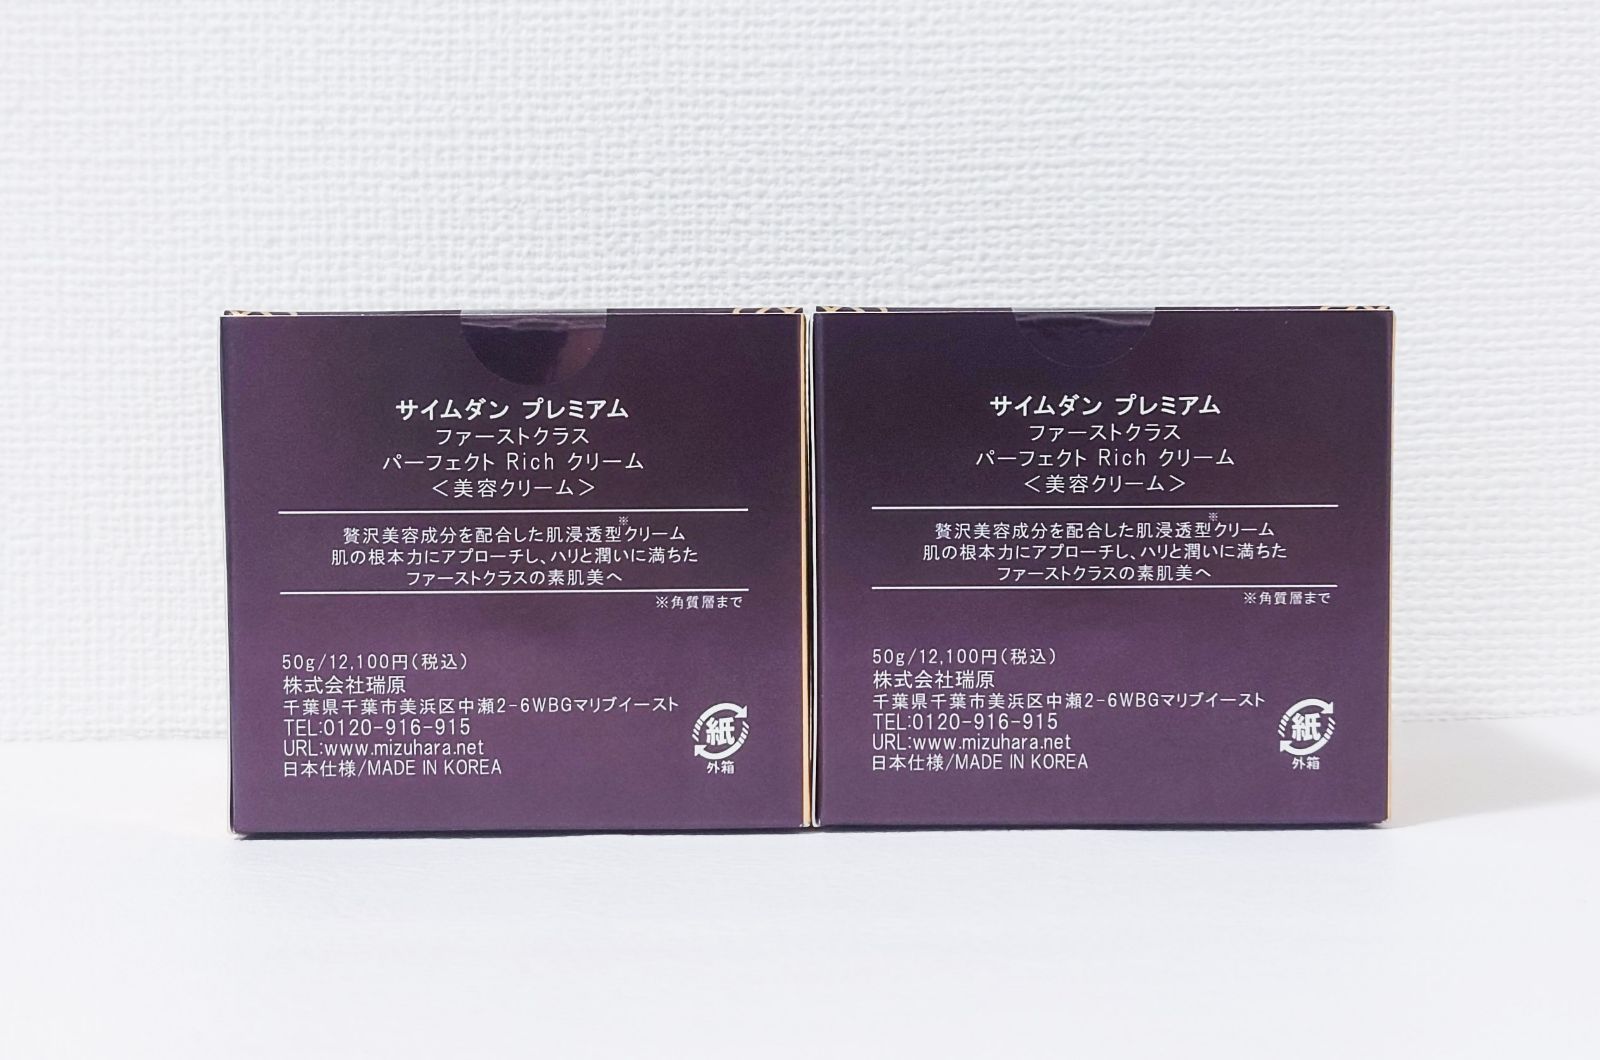 サイムダン プレミアム
ファーストクラス
パーフェクト Rich クリーム
＜美容クリーム＞
贅沢美容成分を配合した肌浸透型※クリーム
肌の根本力にアプローチし、ハリと潤いに満ちた
ファーストクラスの素肌美へ
※角質層まで
50g/12,100円(税込)
株式会社瑞原
千葉県千葉市美浜区中瀬2-6WBGマリブイースト
TEL:0120-916-915
URL:www.mizuhara.net
日本仕様/MADE IN KOREA
紙
外箱
サイムダン プレミアム
ファーストクラス
パーフェクト Rich クリーム
＜美容クリーム＞
贅沢美容成分を配合した肌浸透型※クリーム
肌の根本力にアプローチし、ハリと潤いに満ちた
ファーストクラスの素肌美へ
※角質層まで
50g/12,100円(税込)
株式会社瑞原
千葉県千葉市美浜区中瀬2-6WBGマリブイースト
TEL:0120-916-915
URL:www.mizuhara.net
日本仕様/MADE IN KOREA
紙
外箱